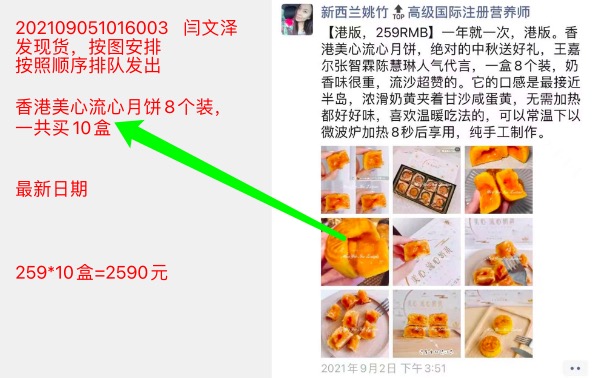 202109051016003 闫文泽
发现货，按图安排
按照顺序排队发出
香港美心流心月饼8个装，
一共买10盒
最新日期
259*10盒=2590元
新西兰姚竹🔝高级国际注册营养师
【港版，259RMB】一年就一次，港版。香
港美心流心月饼，绝对的中秋送好礼，王嘉
尔张智霖陈慧琳人气代言，一盒8个装，奶
香味很重，流沙超赞的。它的口感是最接近
半岛，浓滑奶黄夹着甘沙咸蛋黄，无需加热
都好好味，喜欢温暖吃法的，可以常温下以
微波炉加热8秒后享用，纯手工制作。
2021年9月2日 下午3:51